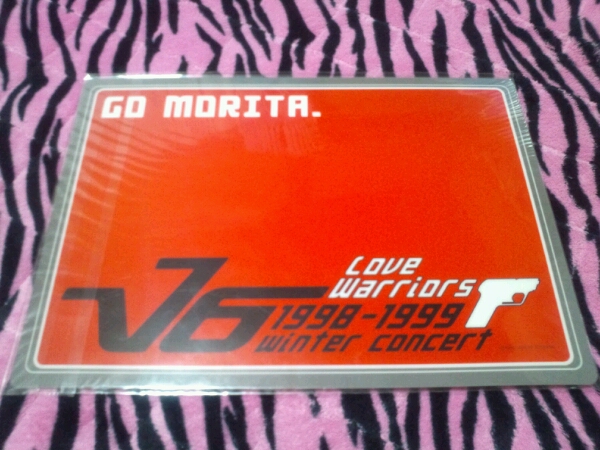 GO MORITA.
Love
Warriors
V6
1998-1999
winter concert